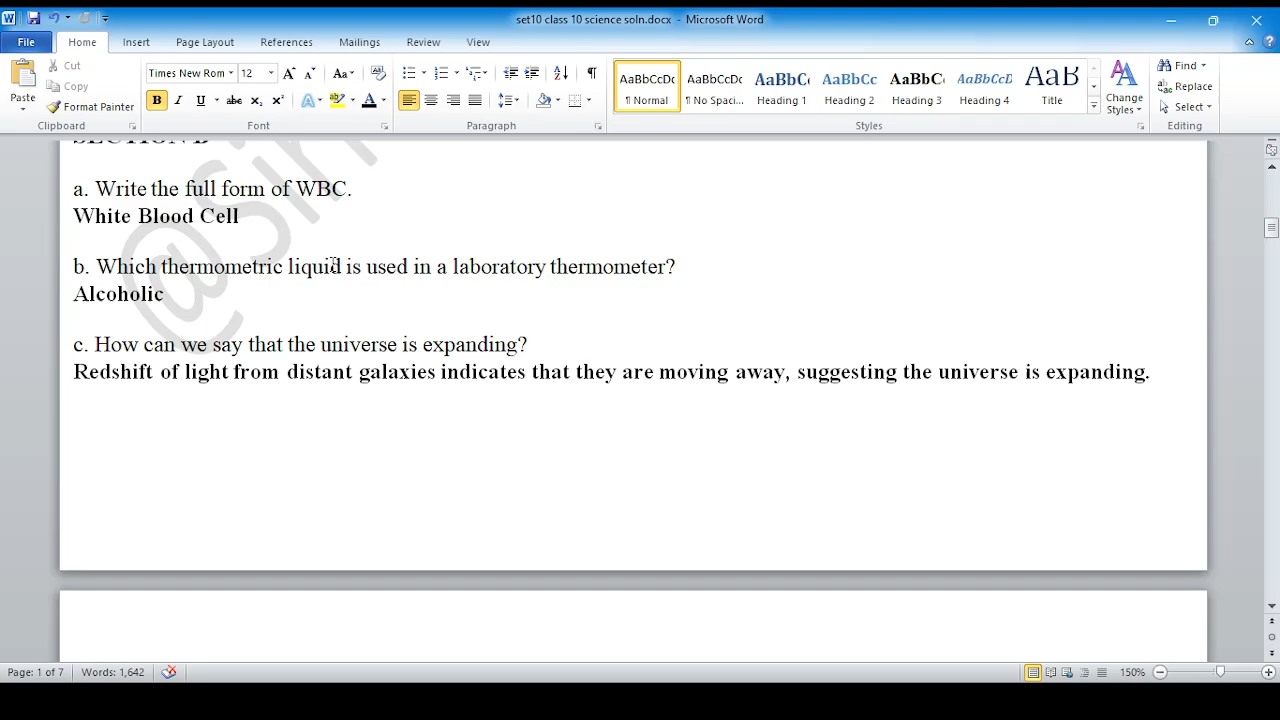 set10 class 10 science soln.docx - Microsoft Word
File Home Insert Page Layout References Mailings Review View
Paste
Cut
Copy
Format Painter
Clipboard
Times New Rom 12
Font
Paragraph
AaBbCcDc AaBbCcDc AaBbC AaBbCc AaBbC AaBbCcD AaB
¶ Normal ¶ No Spaci... Heading 1 Heading 2 Heading 3 Heading 4 Title
Change Styles
Styles
Find
Replace
Select
Editing
SECTION B
a. Write the full form of WBC.
White Blood Cell
b. Which thermometric liquid is used in a laboratory thermometer?
Alcoholic
c. How can we say that the universe is expanding?
Redshift of light from distant galaxies indicates that they are moving away, suggesting the universe is expanding.
Page: 1 of 7 Words: 1,642 150%